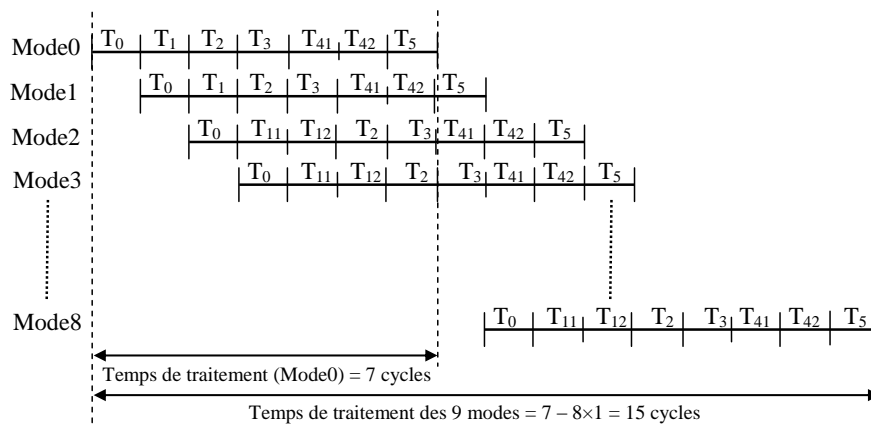 Mode0 T0 T1 T2 T3 T41 T42 T5
Mode1 T0 T1 T2 T3 T41 T42 T5
Mode2 T0 T11 T12 T2 T3 T41 T42 T5
Mode3 T0 T11 T12 T2 T3 T41 T42 T5
Mode8 T0 T11 T12 T2 T3 T41 T42 T5
Temps de traitement (Mode0) = 7 cycles
Temps de traitement des 9 modes = 7 – 8×1 = 15 cycles